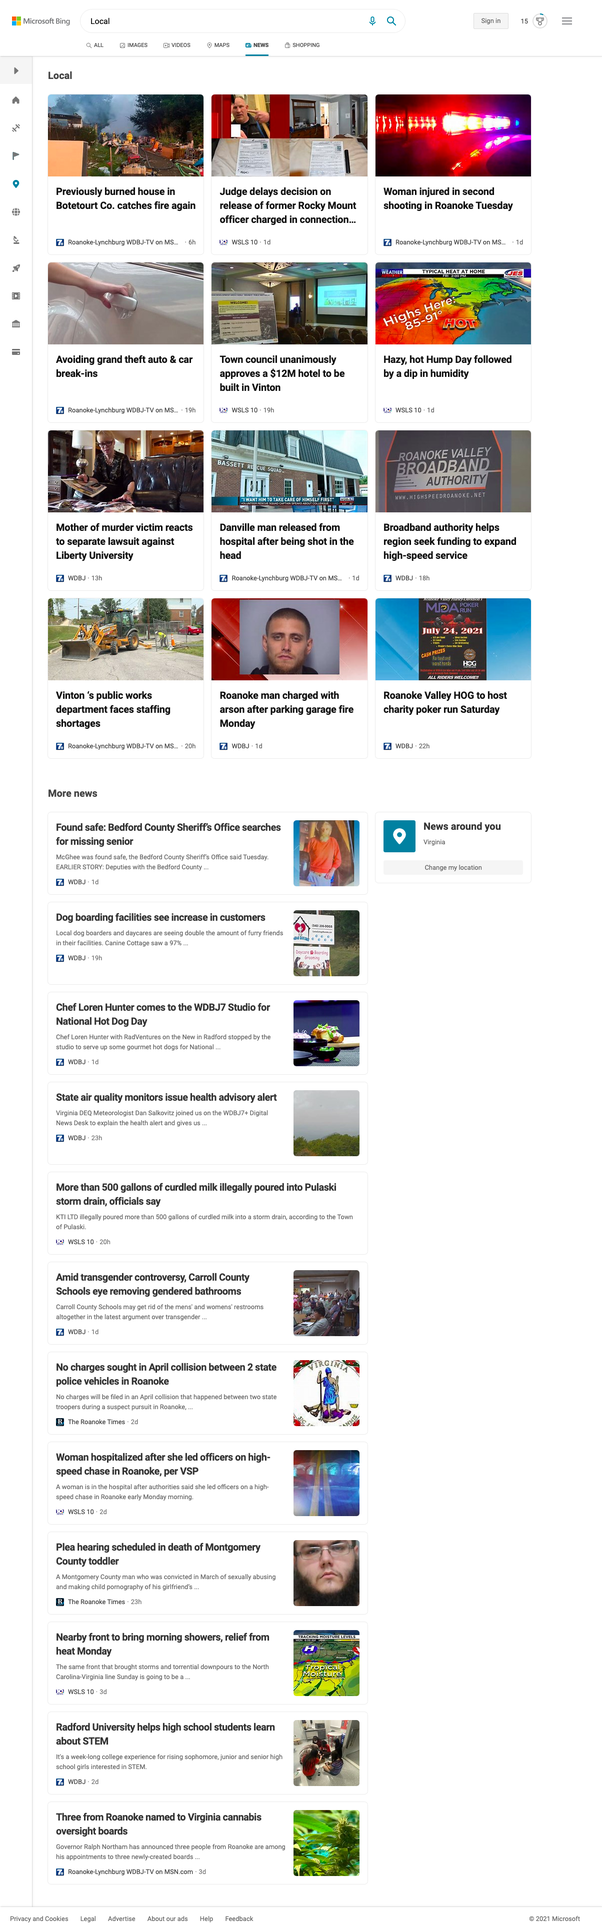 Microsoft Bing
Local
Sign in
15
ALL
IMAGES
VIDEOS
MAPS
NEWS
SHOPPING
Local
Previously burned house in
Botetourt Co. catches fire again
Roanoke-Lynchburg WDBJ-TV on MS... · 6h
Judge delays decision on
release of former Rocky Mount
officer charged in connection...
WSLS 10 · 1d
Woman injured in second
shooting in Roanoke Tuesday
Roanoke-Lynchburg WDBJ-TV on MS... · 1d
Avoiding grand theft auto & car
break-ins
Roanoke-Lynchburg WDBJ-TV on MS... · 19h
WELCOME
Town council unanimously
approves a $12M hotel to be
built in Vinton
WSLS 10 · 19h
WEATHER
TYPICAL HEAT AT HOME
Highs Here:
85-91°
HOT
Hazy, hot Hump Day followed
by a dip in humidity
WSLS 10 · 1d
Mother of murder victim reacts
to separate lawsuit against
Liberty University
WDBJ · 13h
BASSETT RESCUE SQUAD
"I WANT HIM TO TAKE CARE OF HIMSELF FIRST"
Danville man released from
hospital after being shot in the
head
Roanoke-Lynchburg WDBJ-TV on MS... · 1d
ROANOKE VALLEY
BROADBAND
AUTHORITY
WWW.HIGHSPEEDROANOKE.NET
Broadband authority helps
region seek funding to expand
high-speed service
WDBJ · 18h
Vinton 's public works
department faces staffing
shortages
Roanoke-Lynchburg WDBJ-TV on MS... · 20h
Roanoke man charged with
arson after parking garage fire
Monday
WDBJ · 1d
MDA POKER
RUN
July 24, 2021
CASH PRIZES
HOG
ALL RIDERS WELCOME!
Roanoke Valley HOG to host
charity poker run Saturday
WDBJ · 22h
More news
Found safe: Bedford County Sheriff's Office searches
for missing senior
McGhee was found safe, the Bedford County Sheriff's Office said Tuesday.
EARLIER STORY: Deputies with the Bedford County ...
WDBJ · 1d
News around you
Virginia
Change my location
Dog boarding facilities see increase in customers
Local dog boarders and daycares are seeing double the amount of furry friends
in their facilities. Canine Cottage saw a 97% ...
WDBJ · 19h
Chef Loren Hunter comes to the WDBJ7 Studio for
National Hot Dog Day
Chef Loren Hunter with RadVentures on the New in Radford stopped by the
studio to serve up some gourmet hot dogs for National ...
WDBJ · 1d
State air quality monitors issue health advisory alert
Virginia DEQ Meteorologist Dan Salkovitz joined us on the WDBJ7+ Digital
News Desk to explain the health alert and gives us ...
WDBJ · 23h
More than 500 gallons of curdled milk illegally poured into Pulaski
storm drain, officials say
KTI LTD illegally poured more than 500 gallons of curdled milk into a storm drain, according to the Town
of Pulaski.
WSLS 10 · 20h
Amid transgender controversy, Carroll County
Schools eye removing gendered bathrooms
Carroll County Schools may get rid of the mens' and womens' restrooms
altogether in the latest argument over transgender ...
WDBJ · 1d
No charges sought in April collision between 2 state
police vehicles in Roanoke
No charges will be filed in an April collision that happened between two state
troopers during a suspect pursuit in Roanoke, ...
The Roanoke Times · 2d
VIRGINIA
Woman hospitalized after she led officers on high-
speed chase in Roanoke, per VSP
A woman is in the hospital after authorities said she led officers on a high-
speed chase in Roanoke early Monday morning.
WSLS 10 · 2d
Plea hearing scheduled in death of Montgomery
County toddler
A Montgomery County man who was convicted in March of sexually abusing
and making child pornography of his girlfriend's ...
The Roanoke Times · 23h
Nearby front to bring morning showers, relief from
heat Monday
The same front that brought storms and torrential downpours to the North
Carolina-Virginia line Sunday is going to be a ...
WSLS 10 · 3d
TRACKING MOISTURE LEVELS
Tropical
Moisture
Radford University helps high school students learn
about STEM
It's a week-long college experience for rising sophomore, junior and senior high
school girls interested in STEM.
WDBJ · 2d
Three from Roanoke named to Virginia cannabis
oversight boards
Governor Ralph Northam has announced three people from Roanoke are among
his appointments to three newly-created boards ...
Roanoke-Lynchburg WDBJ-TV on MSN.com · 3d
Privacy and Cookies
Legal
Advertise
About our ads
Help
Feedback
© 2021 Microsoft